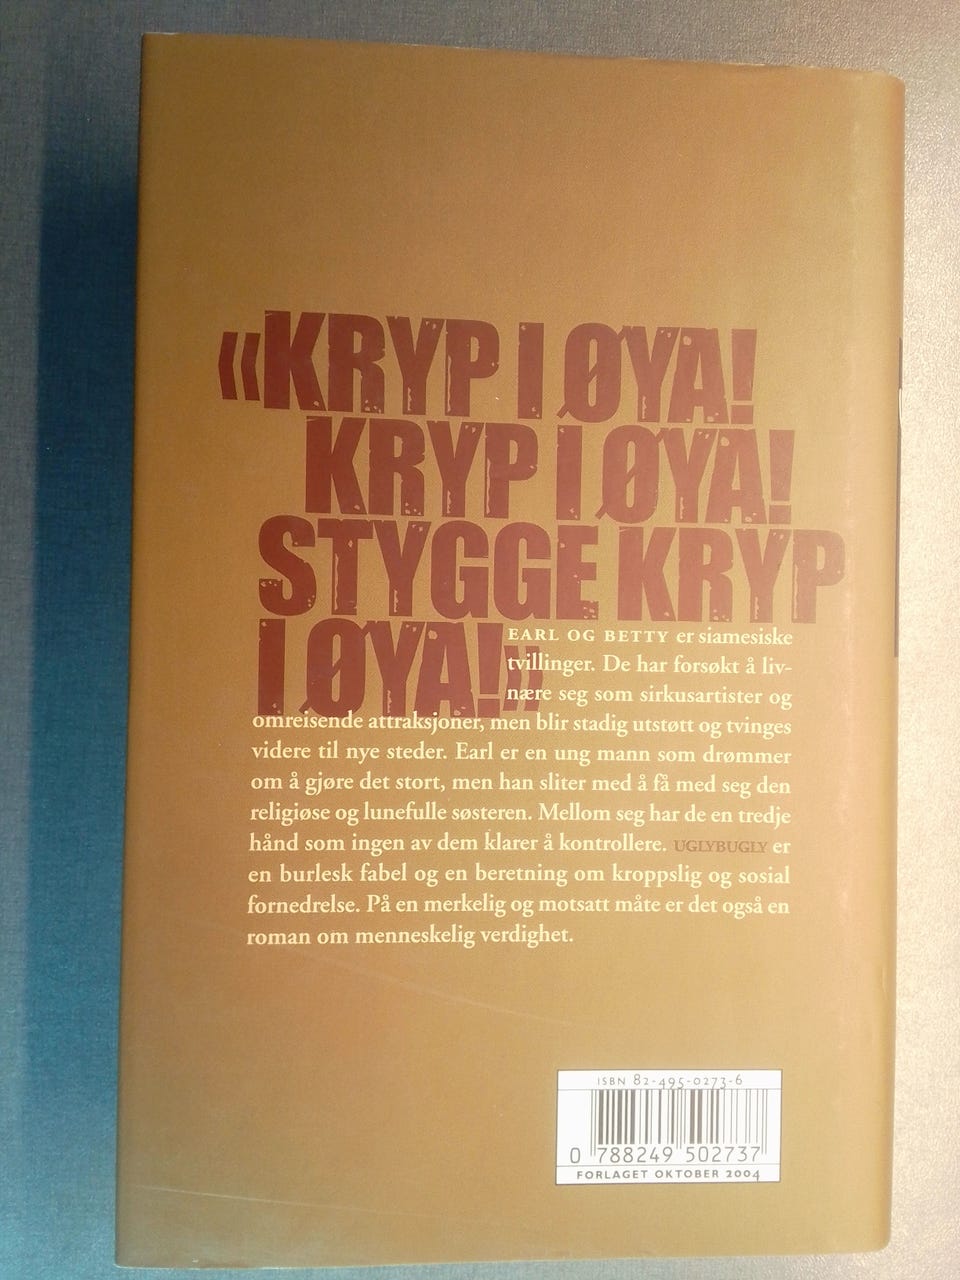 «KRYP I ØYA!
KRYP I ØYA!
STYGGE KRYP
I ØYA!»
EARL OG BETTY er siamesiske
tvillinger. De har forsøkt å liv-
nære seg som sirkusartister og
omreisende attraksjoner, men blir stadig utstøtt og tvinges
videre til nye steder. Earl er en ung mann som drømmer
om å gjøre det stort, men han sliter med å få med seg den
religiøse og lunefulle søsteren. Mellom seg har de en tredje
hånd som ingen av dem klarer å kontrollere. UGLYBUGLY er
en burlesk fabel og en beretning om kroppslig og sosial
fornedrelse. På en merkelig og motsatt måte er det også en
roman om menneskelig verdighet.
ISBN 82-495-0273-6
0 788249 502737
FORLAGET OKTOBER 2004